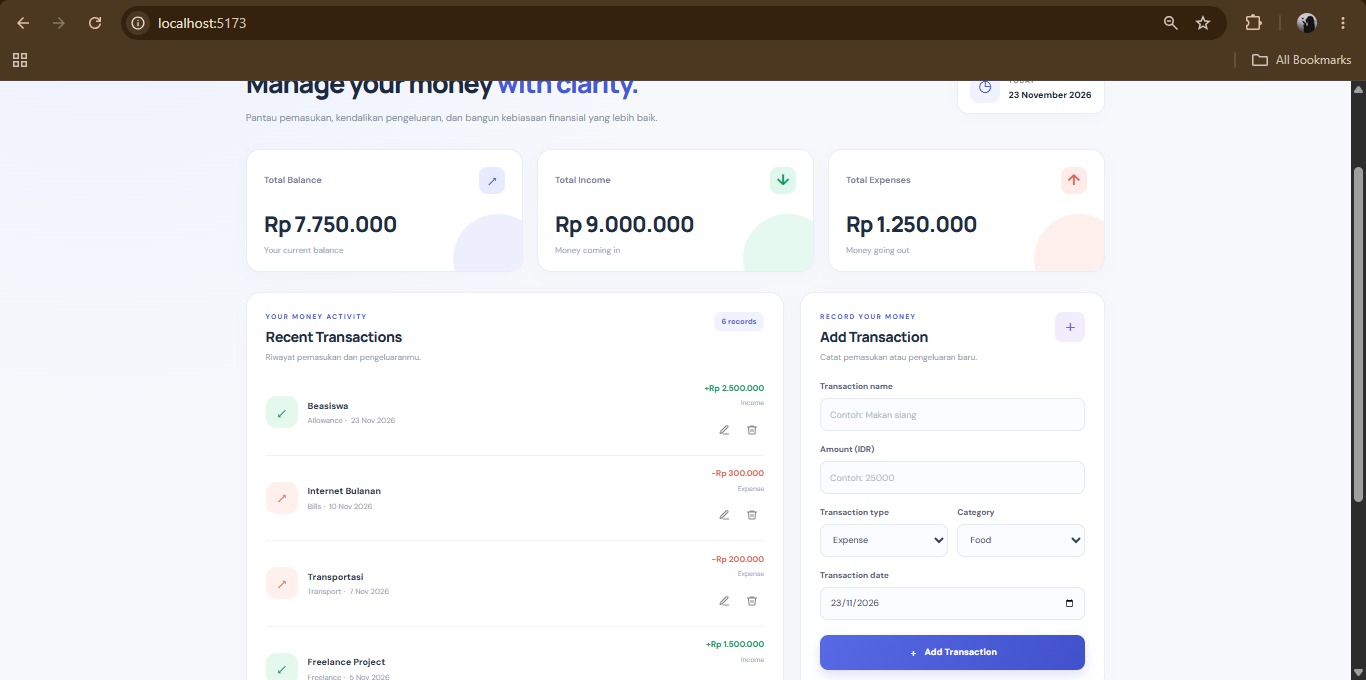 localhost:5173
All Bookmarks
Manage your money with clarity.
Pantau pemasukan, kendalikan pengeluaran, dan bangun kebiasaan finansial yang lebih baik.
TODAY
23 November 2026
Total Balance
Rp 7.750.000
Your current balance
Total Income
Rp 9.000.000
Money coming in
Total Expenses
Rp 1.250.000
Money going out
YOUR MONEY ACTIVITY
Recent Transactions
Riwayat pemasukan dan pengeluaranmu.
6 records
Beasiswa
Allowance · 23 Nov 2026
+Rp 2.500.000
Income
Internet Bulanan
Bills · 10 Nov 2026
-Rp 300.000
Expense
Transportasi
Transport · 7 Nov 2026
-Rp 200.000
Expense
Freelance Project
Freelance · 5 Nov 2026
+Rp 1.500.000
Income
RECORD YOUR MONEY
Add Transaction
Catat pemasukan atau pengeluaran baru.
+
Transaction name
Contoh: Makan siang
Amount (IDR)
Contoh: 25000
Transaction type
Expense
Category
Food
Transaction date
23/11/2026
+ Add Transaction